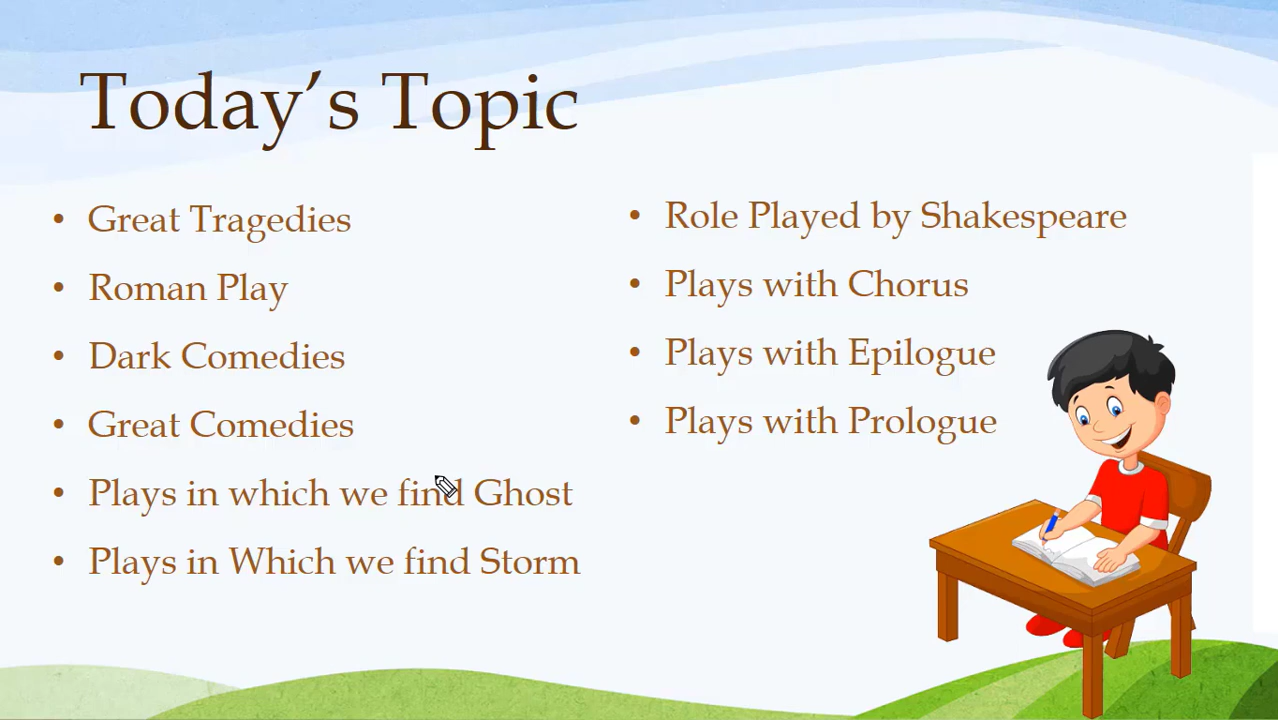 Today’s Topic
• Great Tragedies
• Roman Play
• Dark Comedies
• Great Comedies
• Plays in which we find Ghost
• Plays in Which we find Storm
• Role Played by Shakespeare
• Plays with Chorus
• Plays with Epilogue
• Plays with Prologue